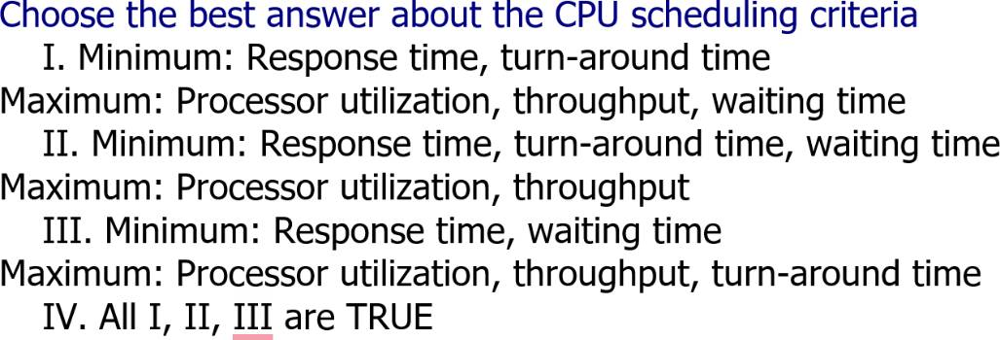 Choose the best answer about the CPU scheduling criteria
I. Minimum: Response time, turn-around time
Maximum: Processor utilization, throughput, waiting time
II. Minimum: Response time, turn-around time, waiting time
Maximum: Processor utilization, throughput
III. Minimum: Response time, waiting time
Maximum: Processor utilization, throughput, turn-around time
IV. All I, II, III are TRUE